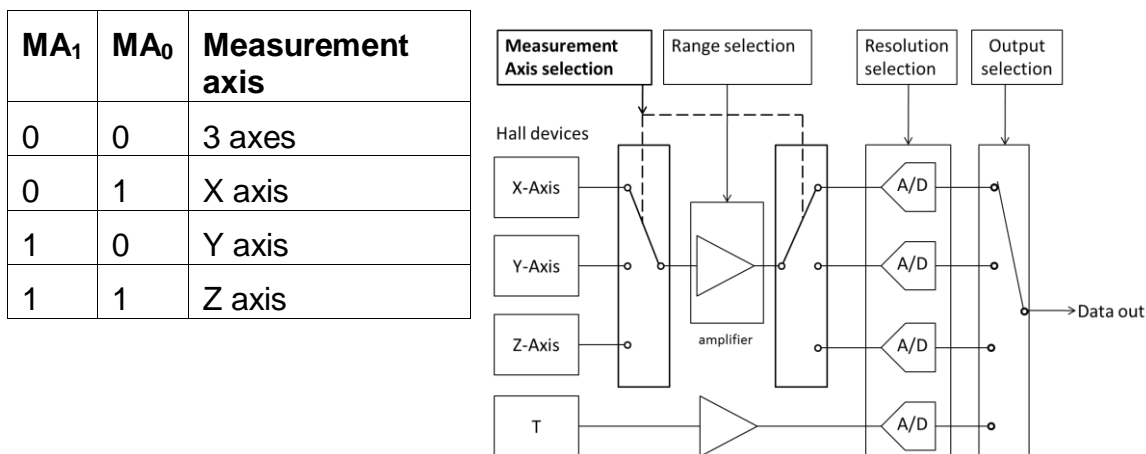 MA₁ MA₀ Measurement
axis
0 0 3 axes
0 1 X axis
1 0 Y axis
1 1 Z axis
Measurement
Axis selection
Range selection
Resolution
selection
Output
selection
Hall devices
X-Axis
A/D
Y-Axis
A/D
Data out
Z-Axis
amplifier
A/D
T
A/D